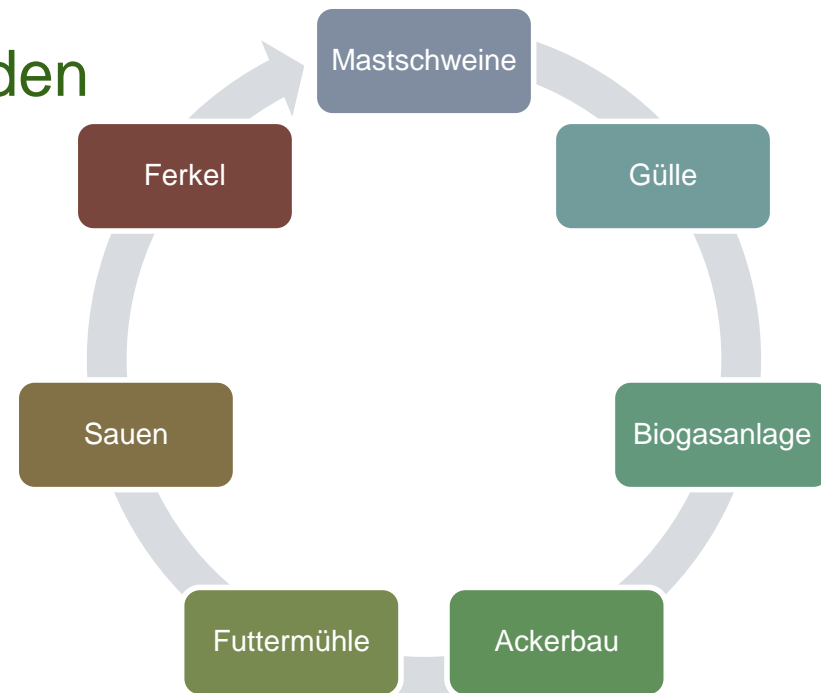 den
Mastschweine
Gülle
Biogasanlage
Ackerbau
Futtermühle
Sauen
Ferkel